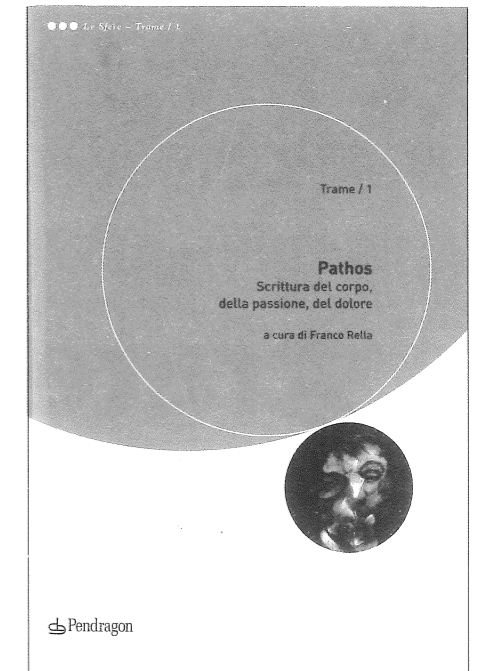 Le Sfere – Trame / 1
Trame / 1
Pathos
Scrittura del corpo,
della passione, del dolore
a cura di Franco Rella
Pendragon